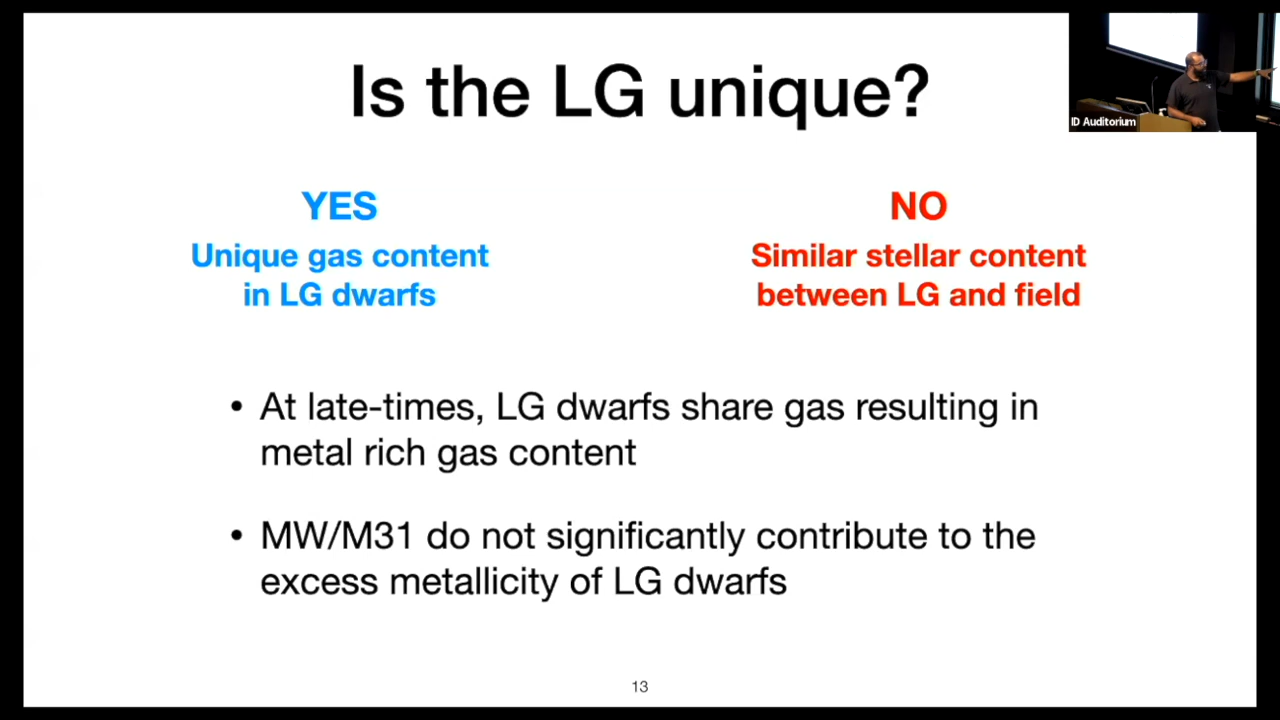 Is the LG unique?
ID Auditorium
YES
Unique gas content
in LG dwarfs
NO
Similar stellar content
between LG and field
• At late-times, LG dwarfs share gas resulting in
metal rich gas content
• MW/M31 do not significantly contribute to the
excess metallicity of LG dwarfs
13